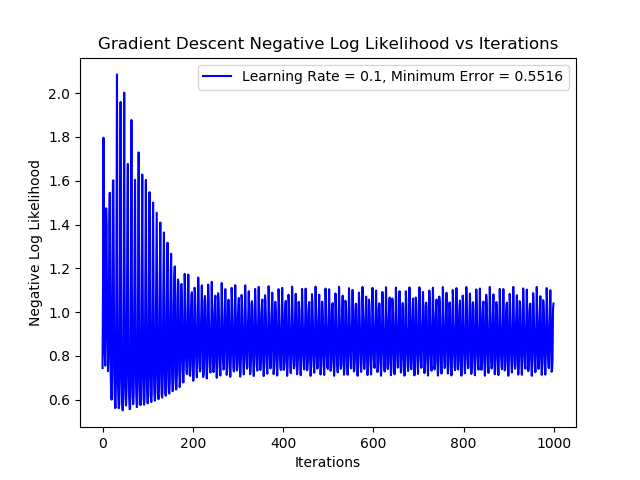 Gradient Descent Negative Log Likelihood vs Iterations
Learning Rate = 0.1, Minimum Error = 0.5516
2.0
1.8
1.6
1.4
1.2
1.0
0.8
0.6
Negative Log Likelihood
0 200 400 600 800 1000
Iterations